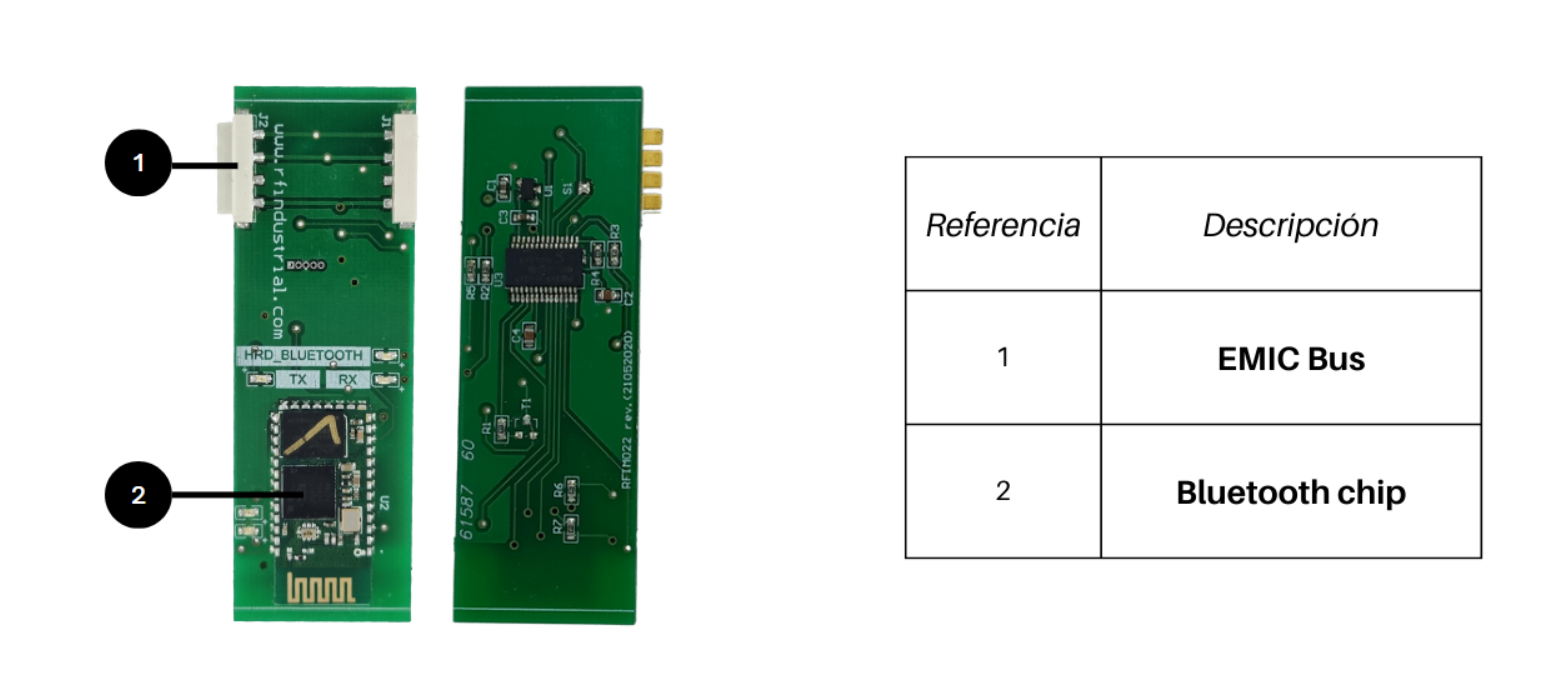 1
2
J2
J1
www.rfindustrial.com
HRD_BLUETOOTH
TX
RX
U2
C1
U1
S1
C3
R3
R4
R5
R2
U3
C2
C4
T1
R1
R6
R7
61587 60
RFIM022 rev.(21052020)
Referencia
Descripción
1
EMIC Bus
2
Bluetooth chip